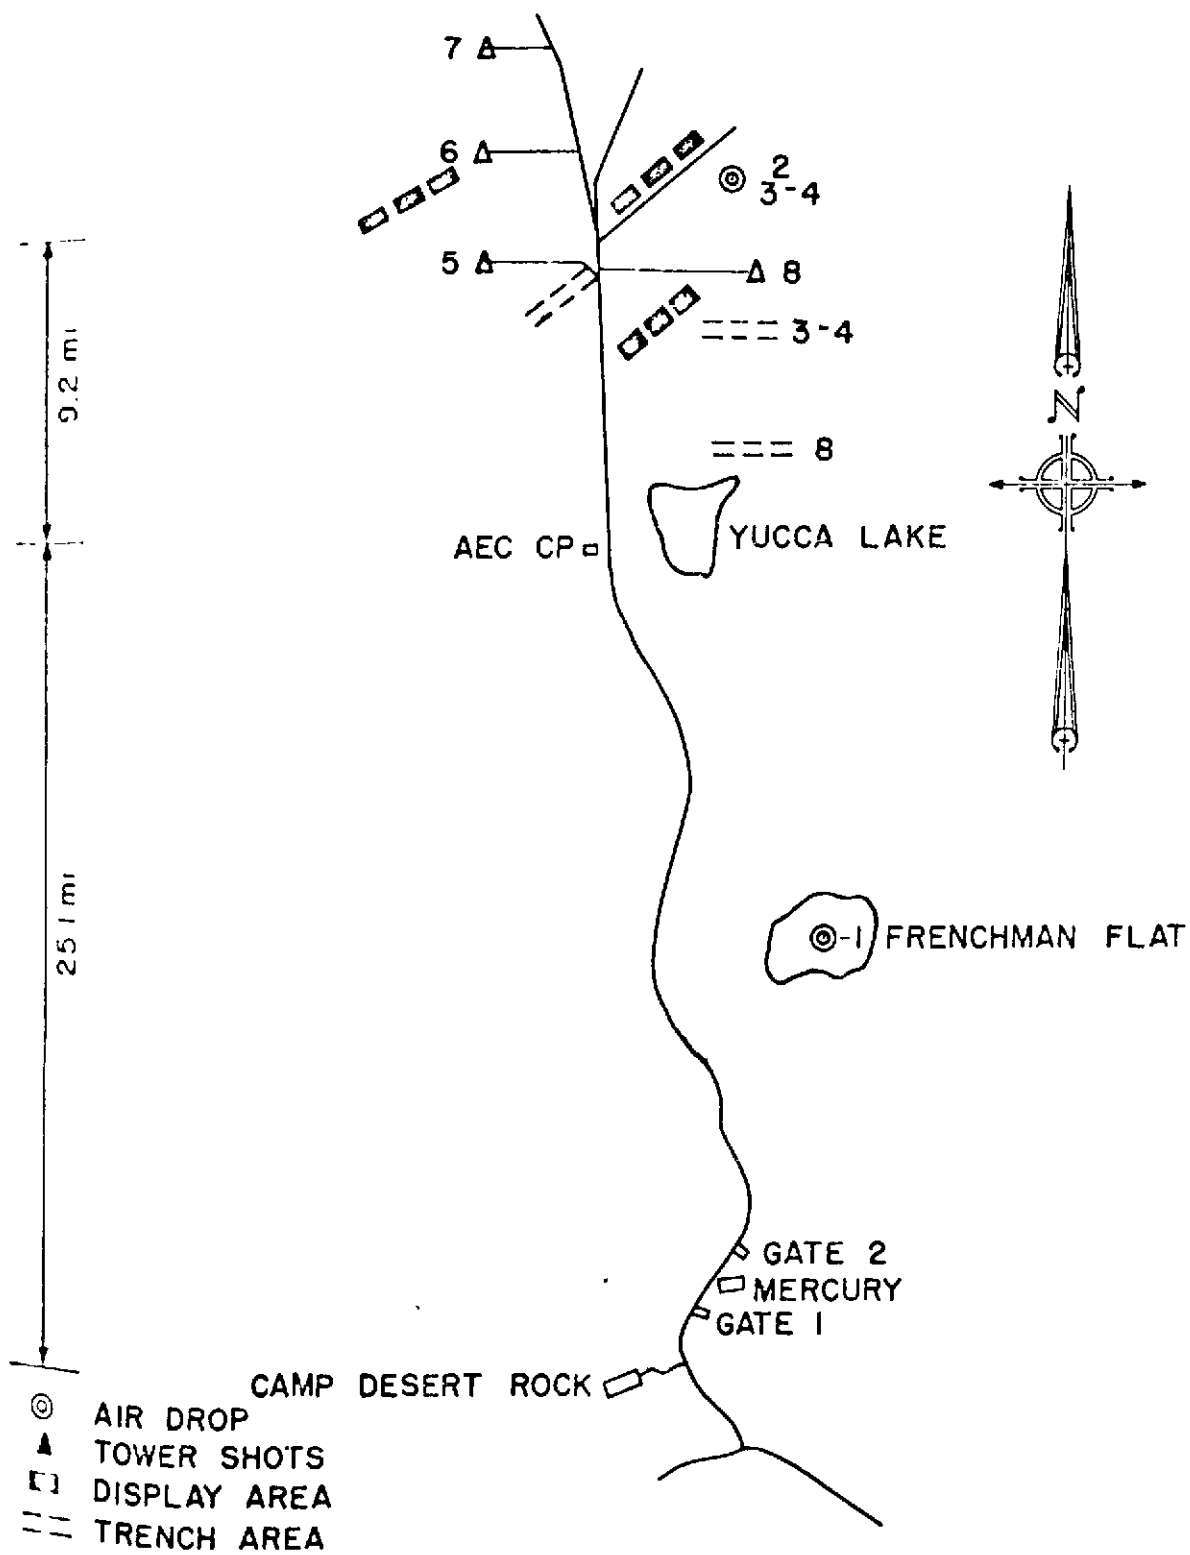 7
6
2
3-4
5
8
3-4
9.2 mi
8
N
YUCCA LAKE
AEC CP
25 1 mi
-1 FRENCHMAN FLAT
GATE 2
MERCURY
GATE 1
CAMP DESERT ROCK
AIR DROP
TOWER SHOTS
DISPLAY AREA
TRENCH AREA